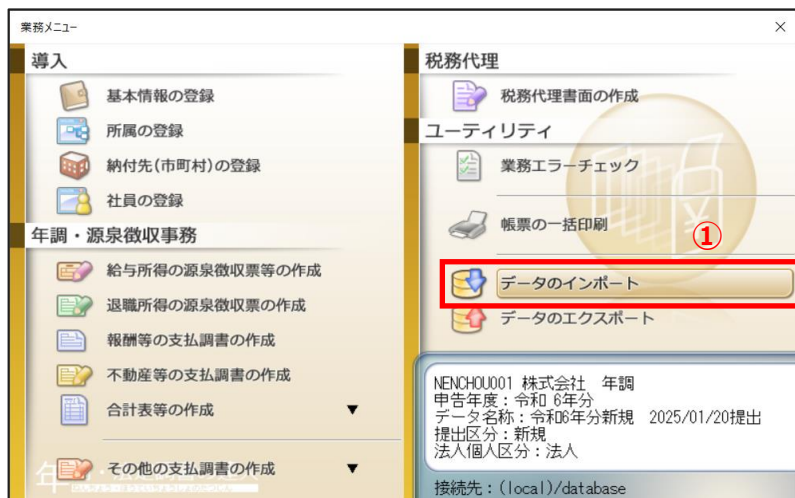 業務メニュー
導入
基本情報の登録
所属の登録
納付先(市町村)の登録
社員の登録
年調・源泉徴収事務
給与所得の源泉徴収票等の作成
退職所得の源泉徴収票の作成
報酬等の支払調書の作成
不動産等の支払調書の作成
合計表等の作成 ▼
その他の支払調書の作成 ▼
税務代理
税務代理書面の作成
ユーティリティ
業務エラーチェック
帳票の一括印刷
①
データのインポート
データのエクスポート
NENCHOU001 株式会社 年調
申告年度:令和 6年分
データ名称:令和6年分新規 2025/01/20提出
提出区分:新規
法人個人区分:法人
接続先:(local)/database